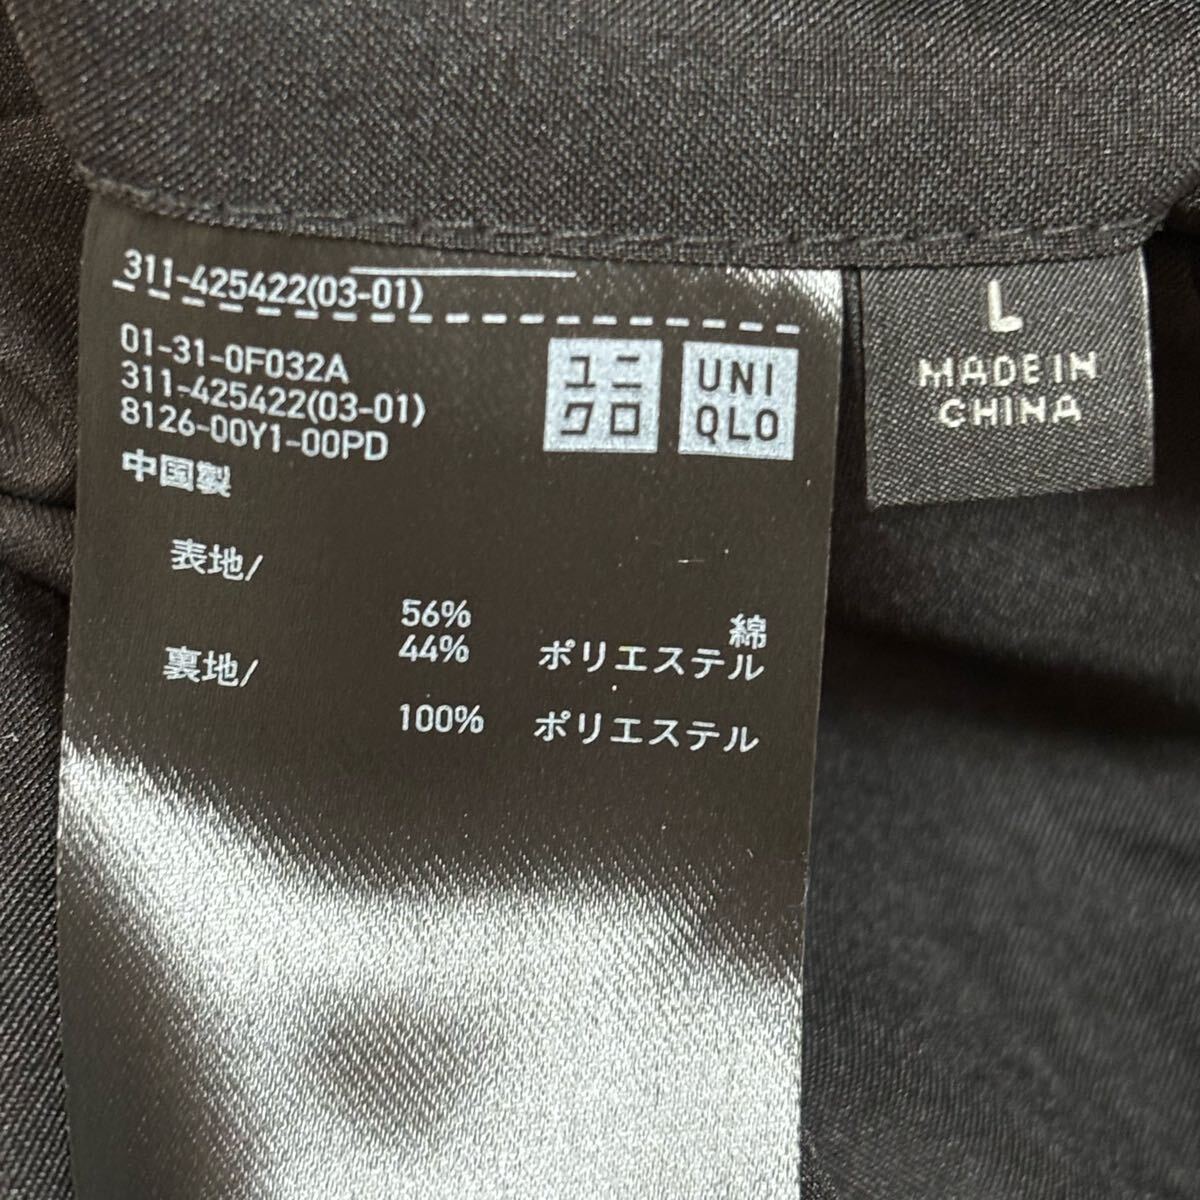 311-425422(03-01)
01-31-0F032A
311-425422(03-01)
8126-00Y1-00PD
中国製
ユニ
クロ
UNI
QLO
L
MADE IN
CHINA
表地/
56% 綿
44% ポリエステル
裏地/
100% ポリエステル